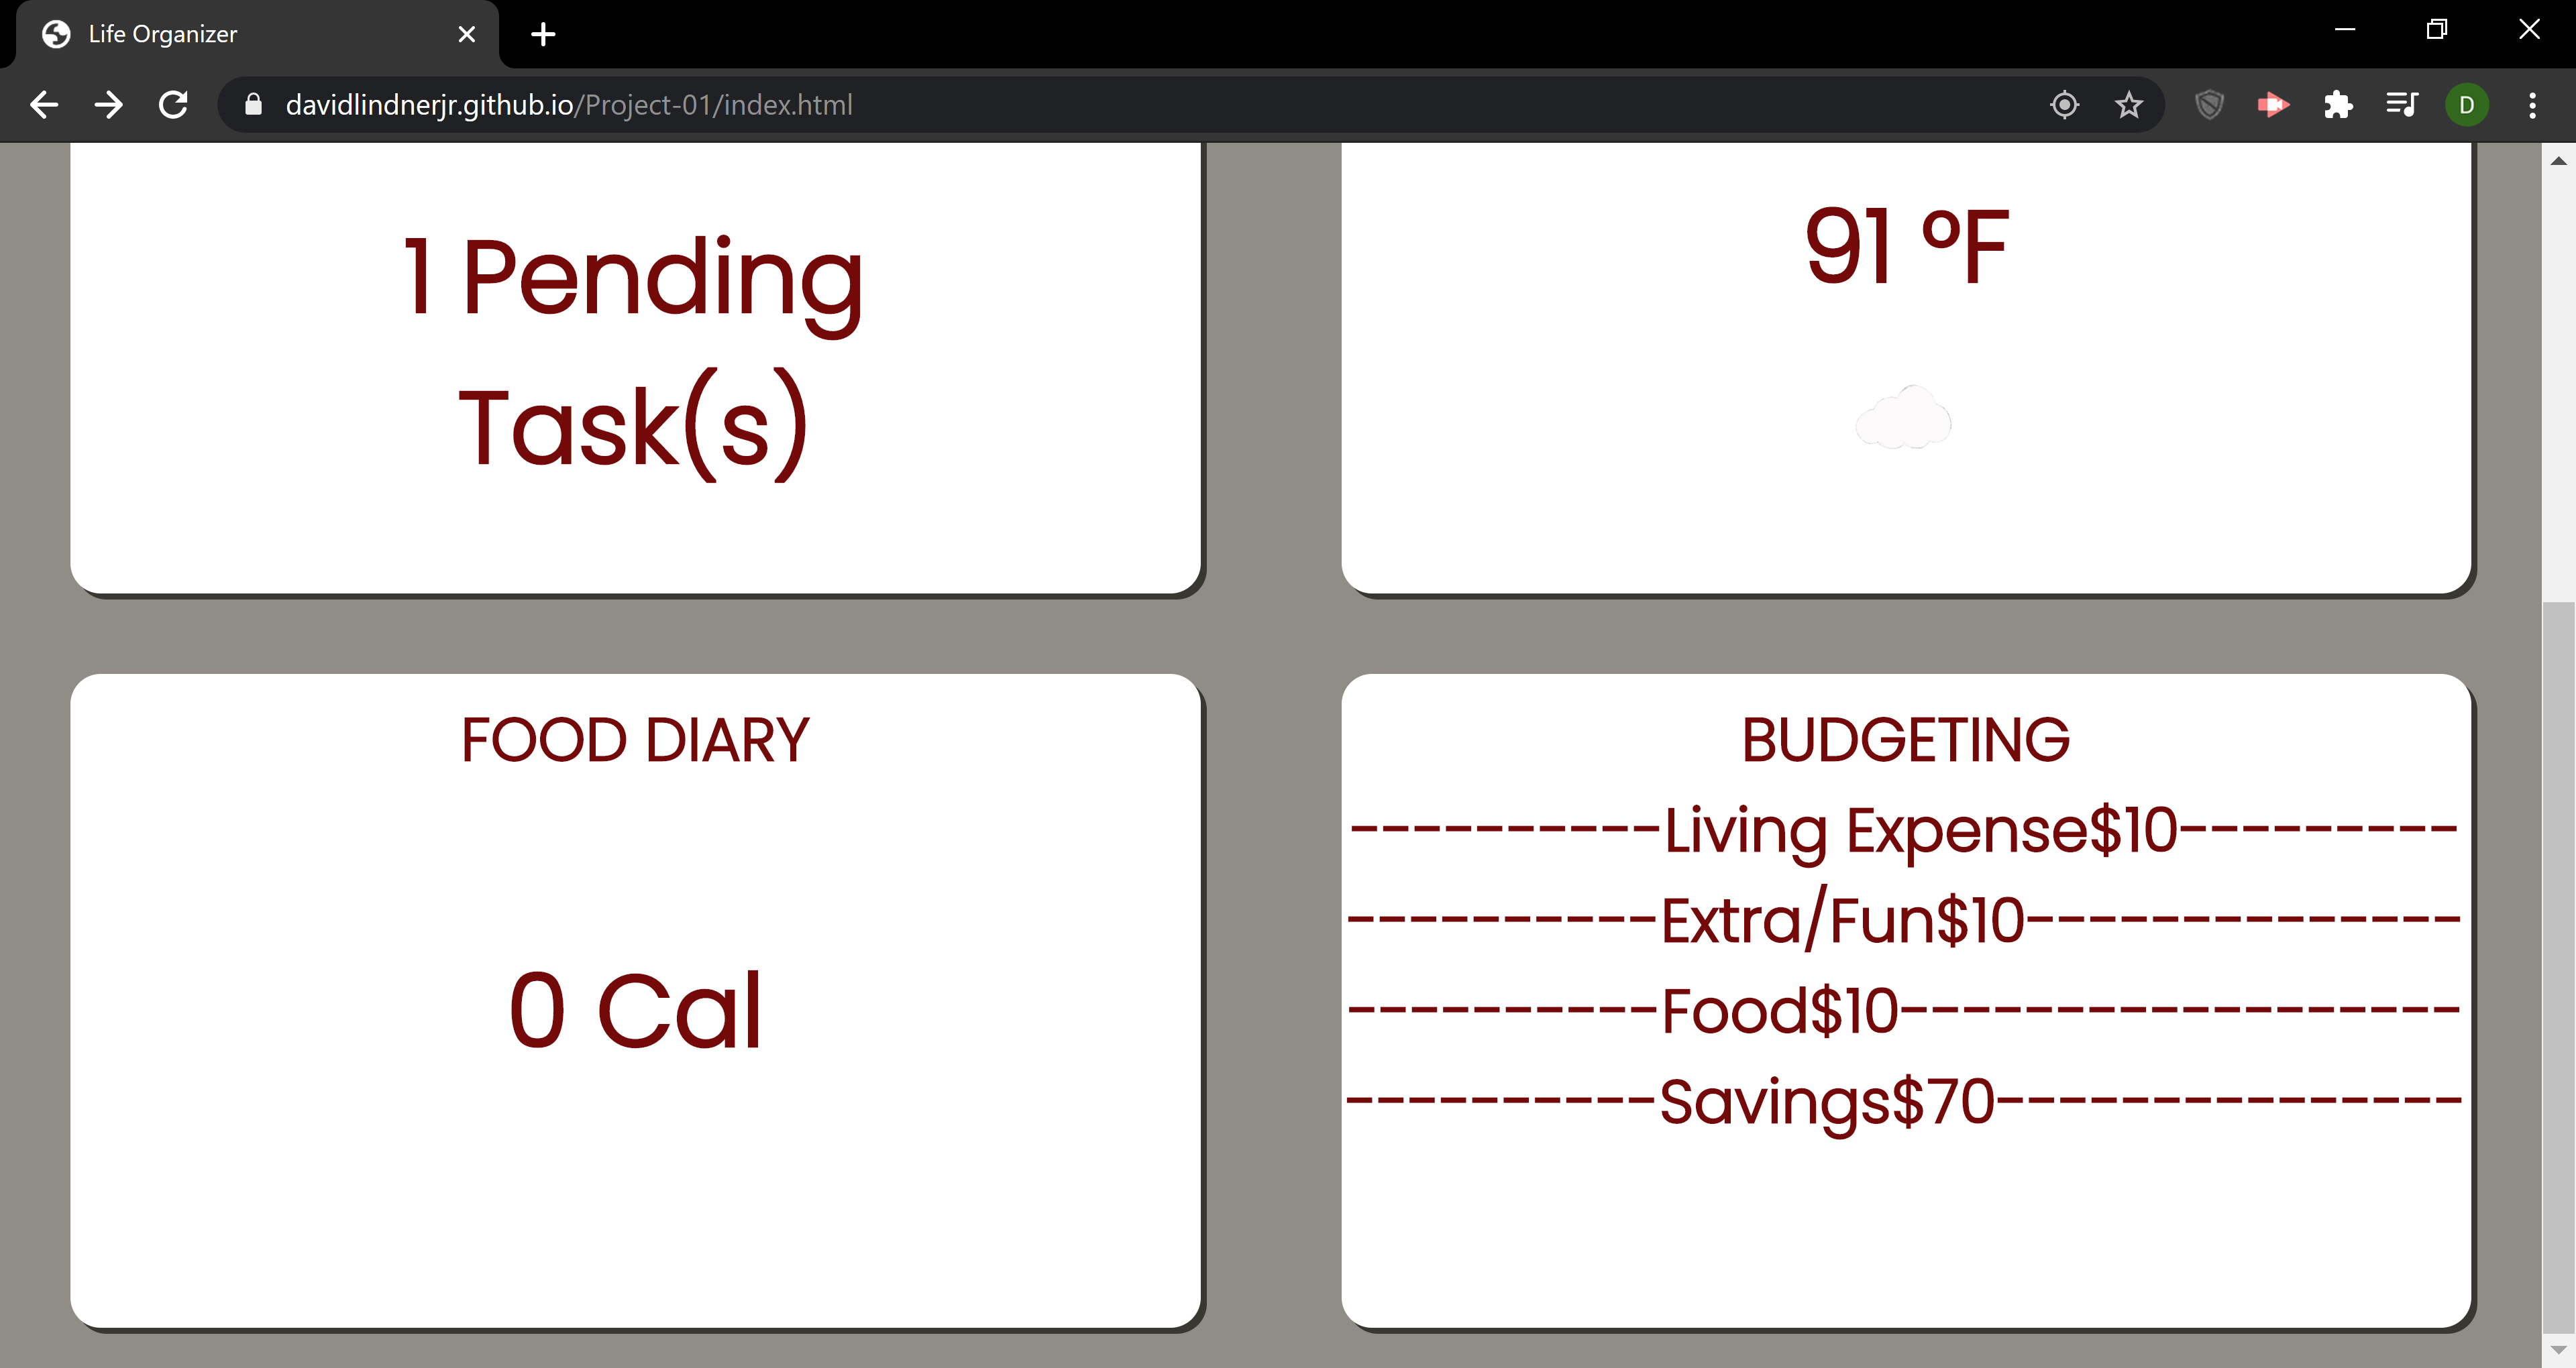 Life Organizer
davidlindnerjr.github.io/Project-01/index.html
D
1 Pending
Task(s)
91 °F
FOOD DIARY
0 Cal
BUDGETING
----------Living Expense$10---------
----------Extra/Fun$10--------------
----------Food$10------------------
----------Savings$70---------------